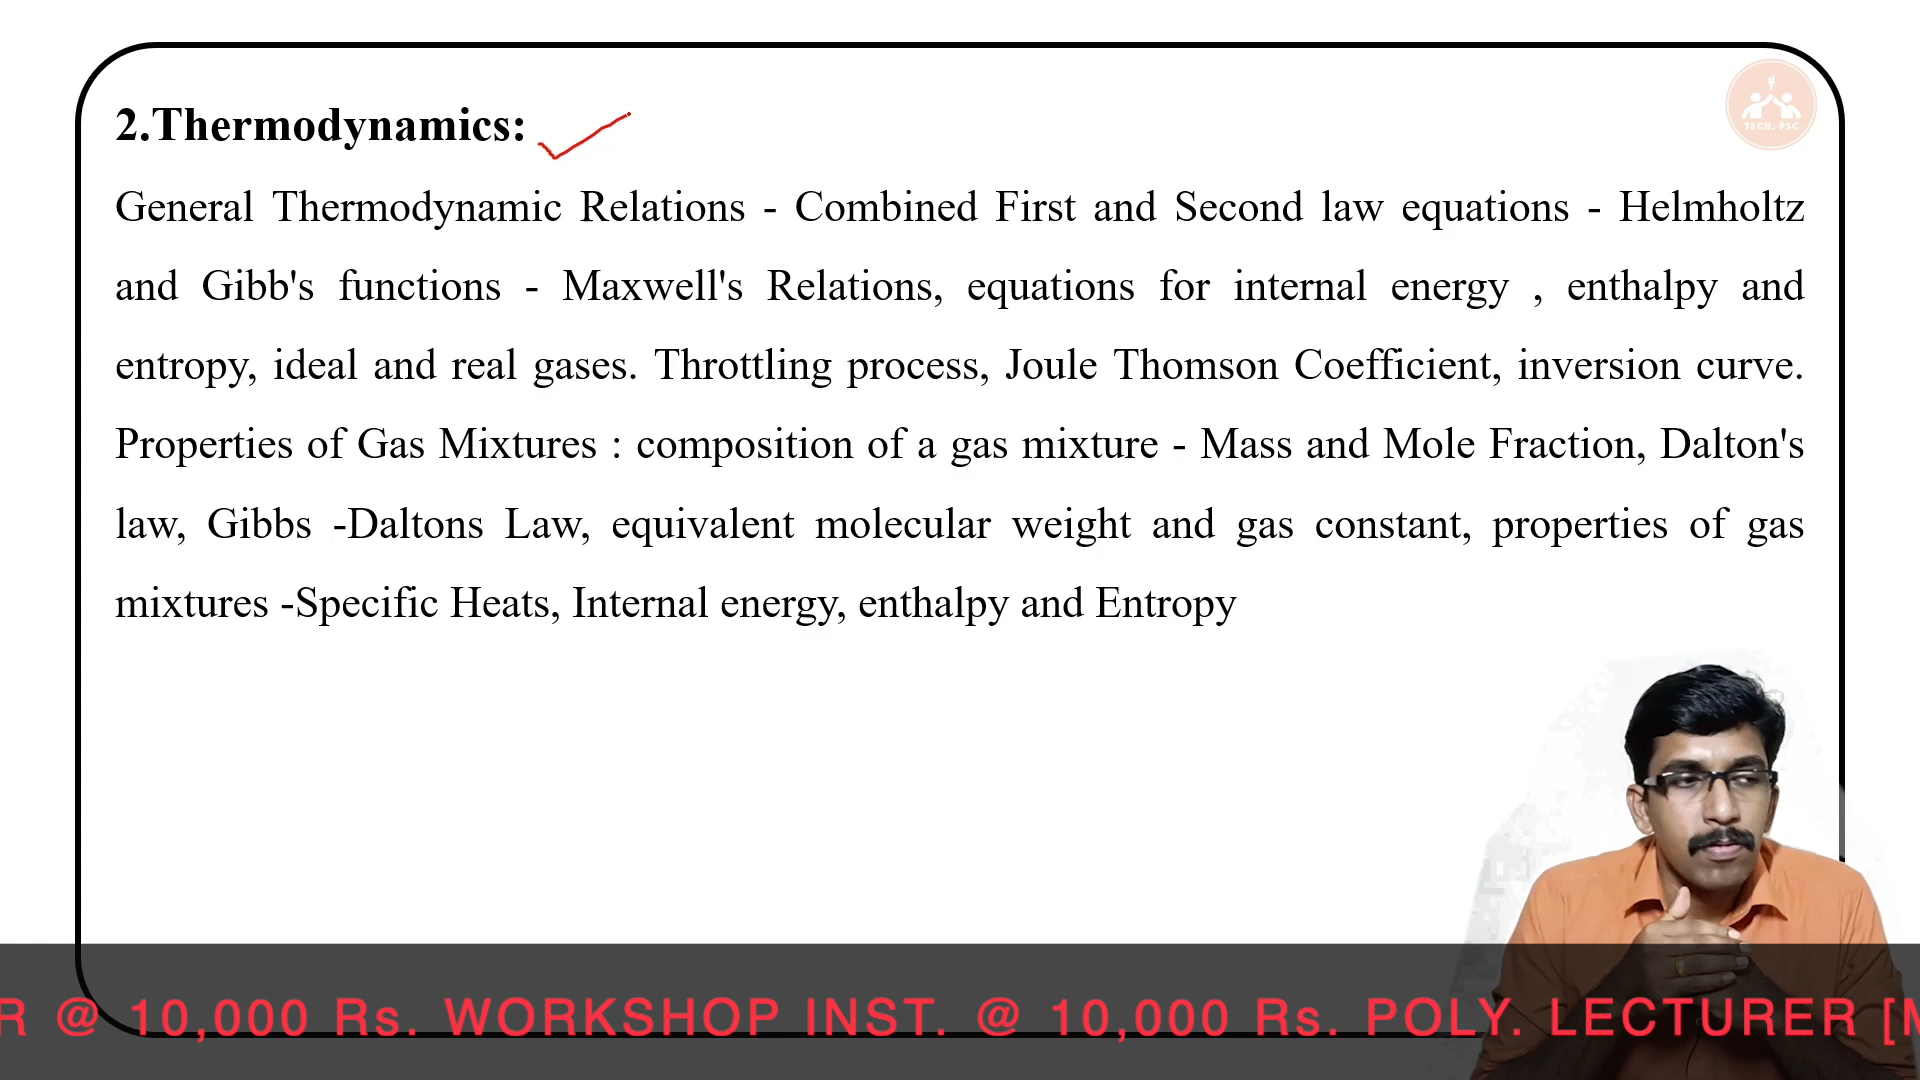 2.Thermodynamics:
TECH. PSC
General Thermodynamic Relations - Combined First and Second law equations - Helmholtz
and Gibb's functions - Maxwell's Relations, equations for internal energy , enthalpy and
entropy, ideal and real gases. Throttling process, Joule Thomson Coefficient, inversion curve.
Properties of Gas Mixtures : composition of a gas mixture - Mass and Mole Fraction, Dalton's
law, Gibbs -Daltons Law, equivalent molecular weight and gas constant, properties of gas
mixtures -Specific Heats, Internal energy, enthalpy and Entropy
R @ 10,000 Rs. WORKSHOP INST. @ 10,000 Rs. POLY. LECTURER [M